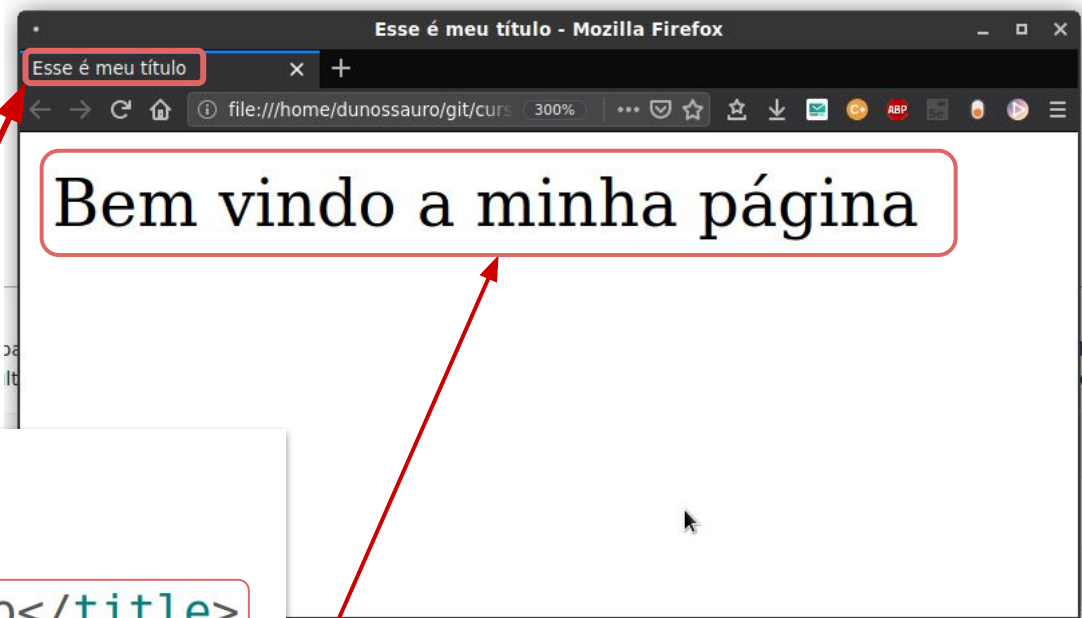 Esse é meu título - Mozilla Firefox
Esse é meu título
file:///home/dunossauro/git/curs 300%
ABP
Bem vindo a minha página
</title>